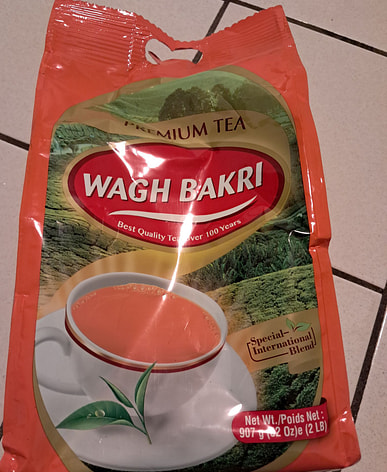 PREMIUM TEA
WAGH BAKRI
Best Quality Tea Over 100 Years
Special
International
Blend
Net Wt./Poids Net :
907 g (32 Oz)e (2 LB)